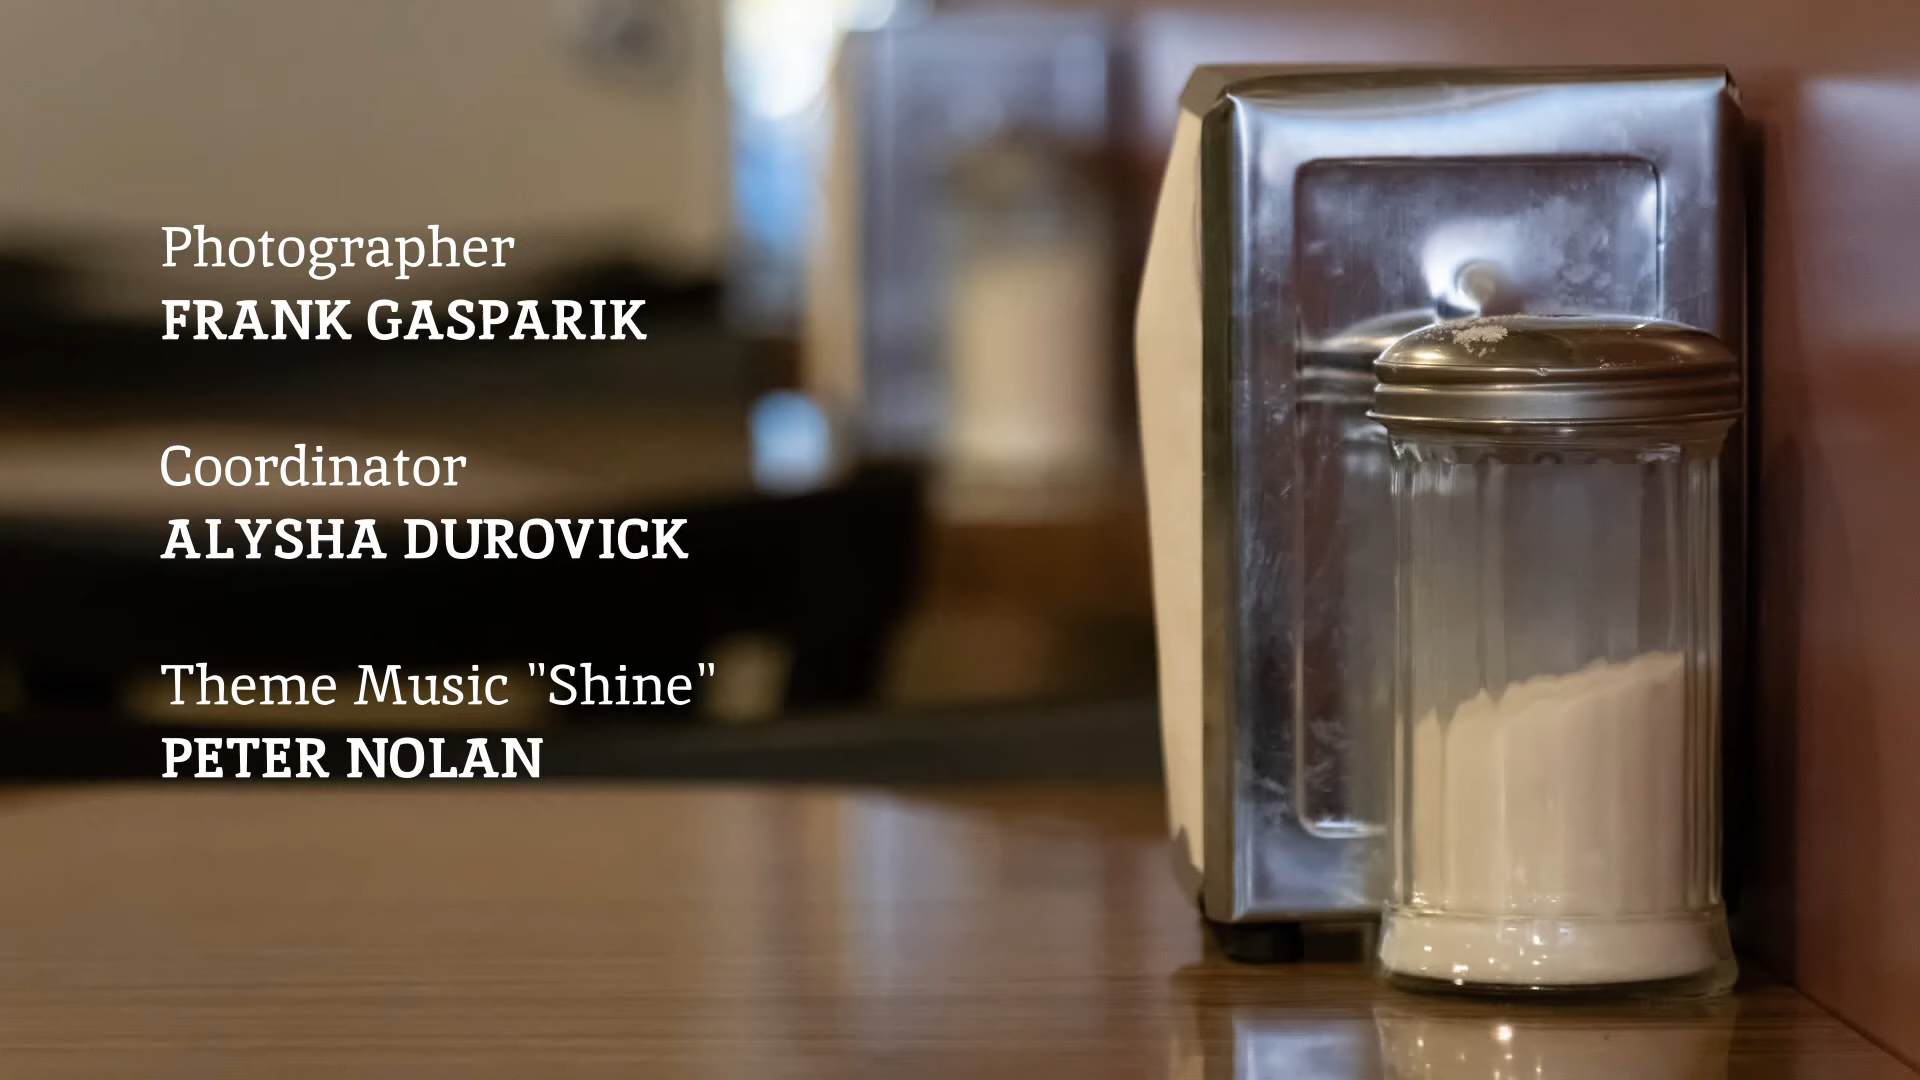 Photographer
FRANK GASPARIK
Coordinator
ALYSHA DUROVICK
Theme Music "Shine"
PETER NOLAN